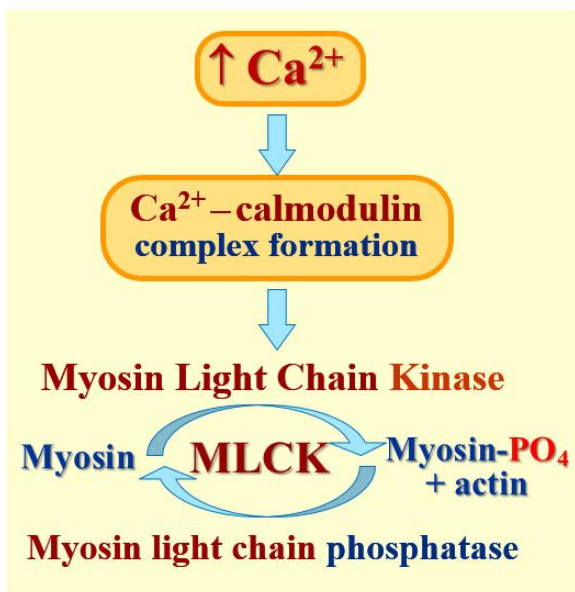 ↑ Ca²⁺
Ca²⁺ – calmodulin
complex formation
Myosin Light Chain Kinase
Myosin MLCK Myosin-PO₄
+ actin
Myosin light chain phosphatase